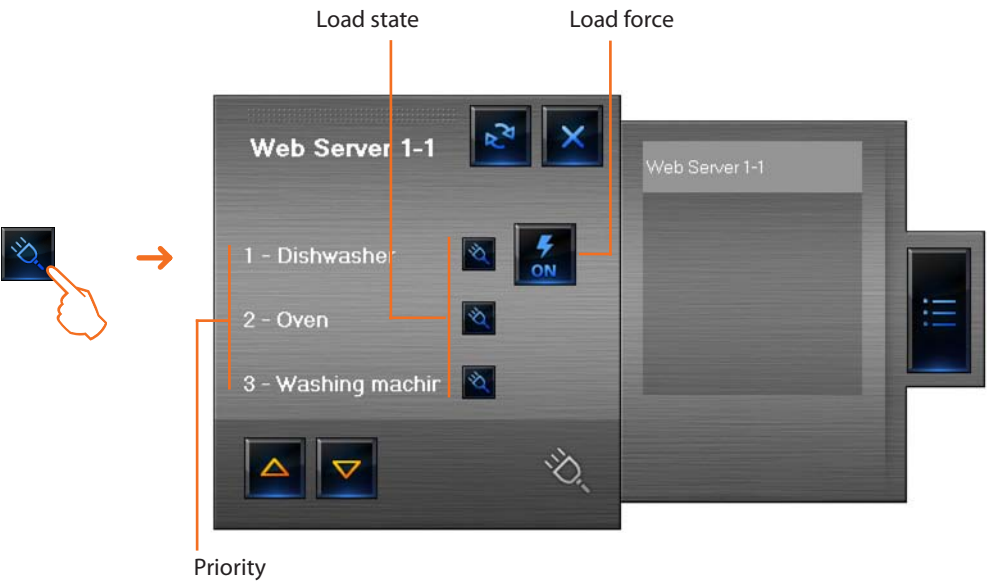 Load state
Load force
Web Server 1-1
Web Server 1-1
1 - Dishwasher
ON
2 - Oven
3 - Washing machin
Priority